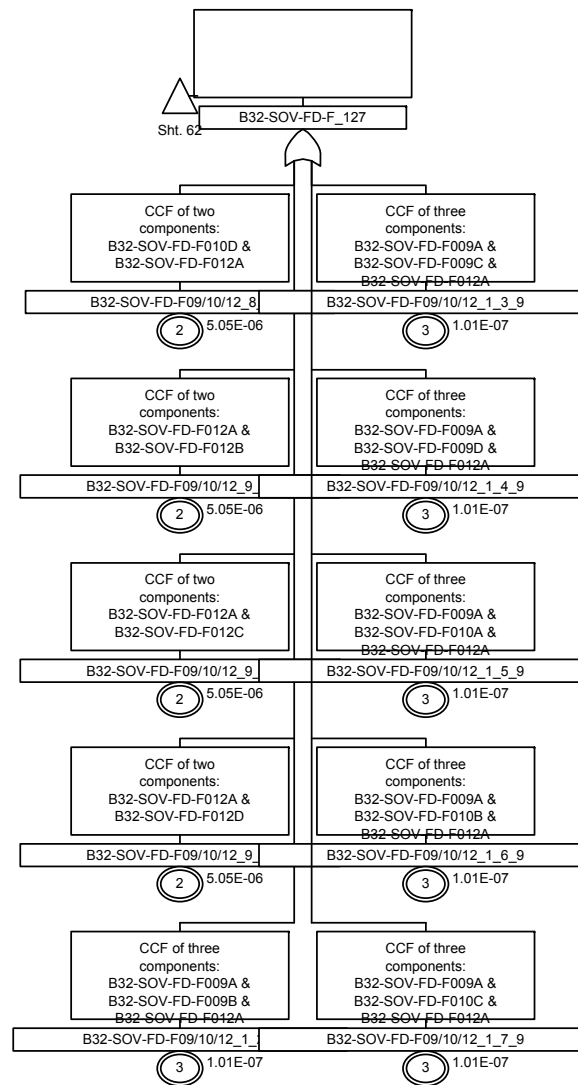 Sht. 62
B32-SOV-FD-F_127
CCF of two
components:
B32-SOV-FD-F010D &
B32-SOV-FD-F012A
B32-SOV-FD-F09/10/12_8_
2
5.05E-06
CCF of three
components:
B32-SOV-FD-F009A &
B32-SOV-FD-F009C &
B32-SOV-FD-F012A
B32-SOV-FD-F09/10/12_1_3_9
3
1.01E-07
CCF of two
components:
B32-SOV-FD-F012A &
B32-SOV-FD-F012B
B32-SOV-FD-F09/10/12_9_
2
5.05E-06
CCF of three
components:
B32-SOV-FD-F009A &
B32-SOV-FD-F009D &
B32-SOV-FD-F012A
B32-SOV-FD-F09/10/12_1_4_9
3
1.01E-07
CCF of two
components:
B32-SOV-FD-F012A &
B32-SOV-FD-F012C
B32-SOV-FD-F09/10/12_9_
2
5.05E-06
CCF of three
components:
B32-SOV-FD-F009A &
B32-SOV-FD-F010A &
B32-SOV-FD-F012A
B32-SOV-FD-F09/10/12_1_5_9
3
1.01E-07
CCF of two
components:
B32-SOV-FD-F012A &
B32-SOV-FD-F012D
B32-SOV-FD-F09/10/12_9_
2
5.05E-06
CCF of three
components:
B32-SOV-FD-F009A &
B32-SOV-FD-F010B &
B32-SOV-FD-F012A
B32-SOV-FD-F09/10/12_1_6_9
3
1.01E-07
CCF of three
components:
B32-SOV-FD-F009A &
B32-SOV-FD-F009B &
B32-SOV-FD-F012A
B32-SOV-FD-F09/10/12_1_
3
1.01E-07
CCF of three
components:
B32-SOV-FD-F009A &
B32-SOV-FD-F010C &
B32-SOV-FD-F012A
B32-SOV-FD-F09/10/12_1_7_9
3
1.01E-07